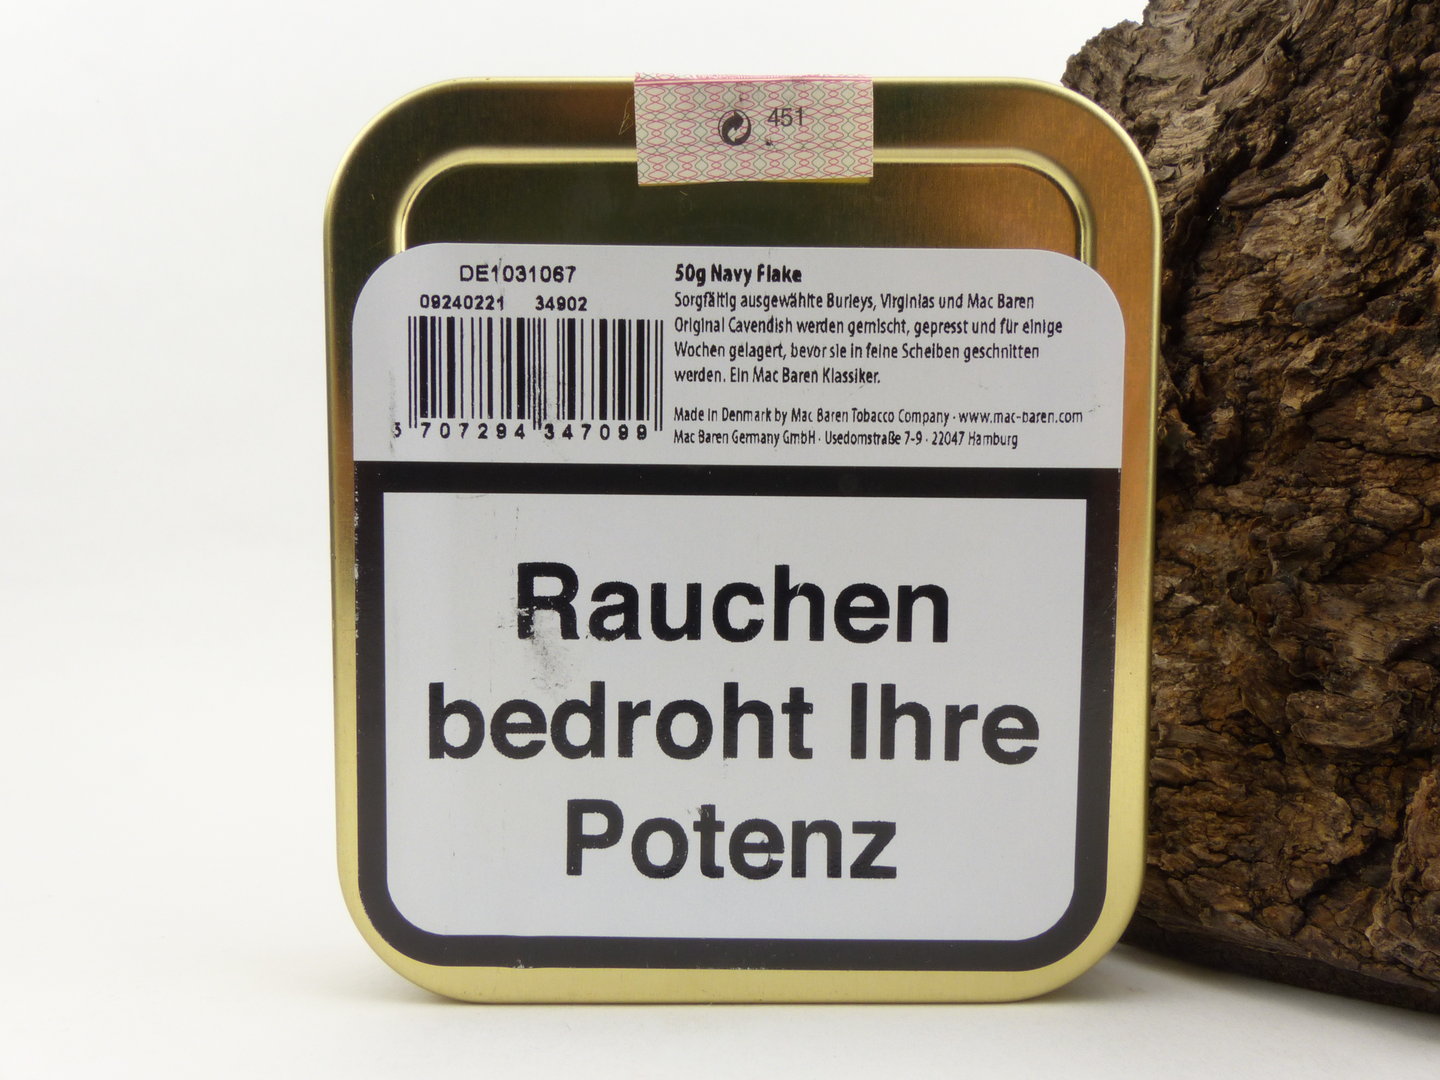 451
DE1031067
09240221 34902
5 707294 347099
50g Navy Flake
Sorgfältig ausgewählte Burleys, Virginias und Mac Baren
Original Cavendish werden gemischt, gepresst und für einige
Wochen gelagert, bevor sie in feine Scheiben geschnitten
werden. Ein Mac Baren Klassiker.
Made in Denmark by Mac Baren Tobacco Company · www.mac-baren.com
Mac Baren Germany GmbH · Usedomstraße 7-9 · 22047 Hamburg
Rauchen
bedroht Ihre
Potenz